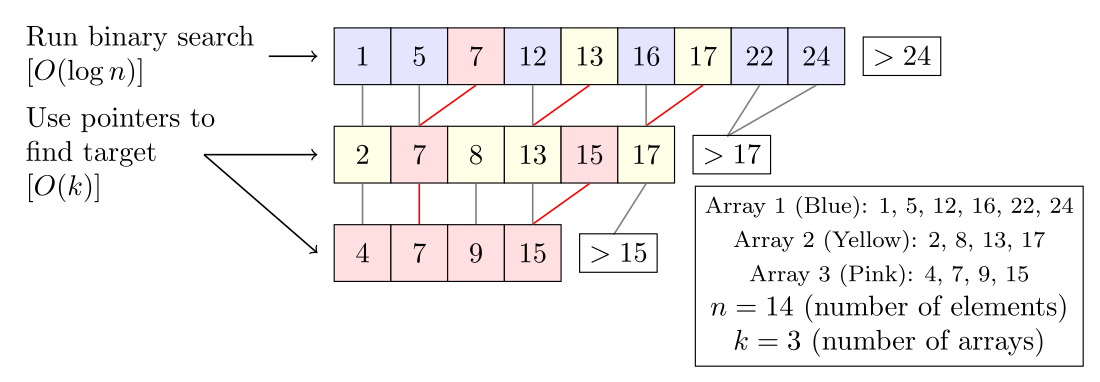 Run binary search
[O(log n)]
1 5 7 12 13 16 17 22 24 > 24
Use pointers to
find target
[O(k)]
2 7 8 13 15 17 > 17
4 7 9 15 > 15
Array 1 (Blue): 1, 5, 12, 16, 22, 24
Array 2 (Yellow): 2, 8, 13, 17
Array 3 (Pink): 4, 7, 9, 15
n = 14 (number of elements)
k = 3 (number of arrays)